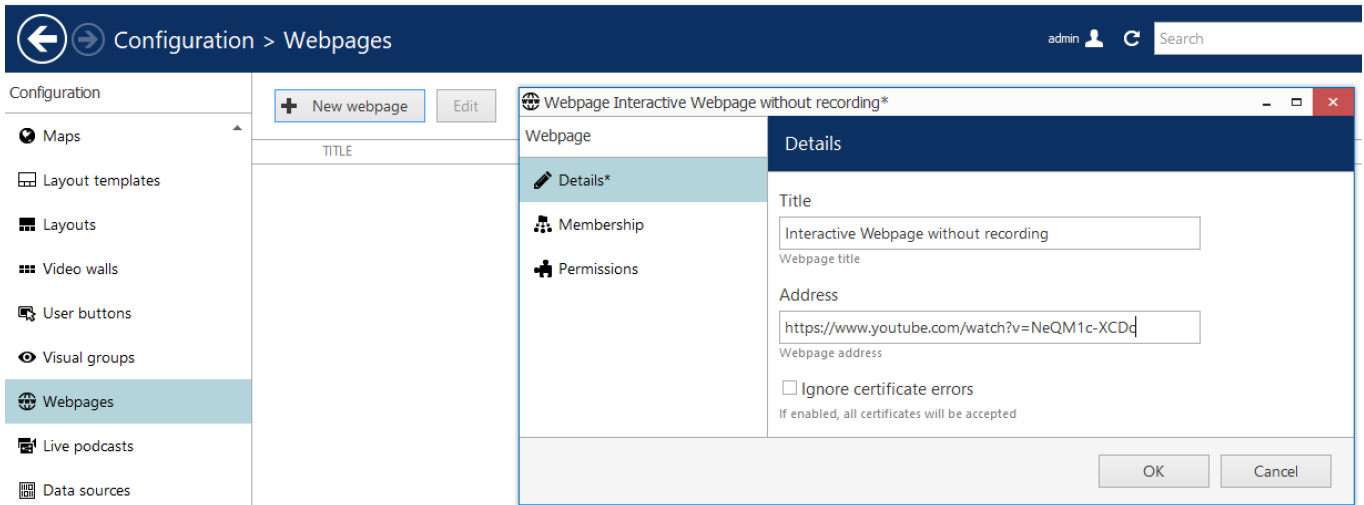 Configuration > Webpages
admin
Search
Configuration
Maps
Layout templates
Layouts
Video walls
User buttons
Visual groups
Webpages
Live podcasts
Data sources
New webpage
Edit
TITLE
Webpage Interactive Webpage without recording*
Webpage
Details*
Membership
Permissions
Details
Title
Interactive Webpage without recording
Webpage title
Address
https://www.youtube.com/watch?v=NeQM1c-XCDc
Webpage address
Ignore certificate errors
If enabled, all certificates will be accepted
OK
Cancel